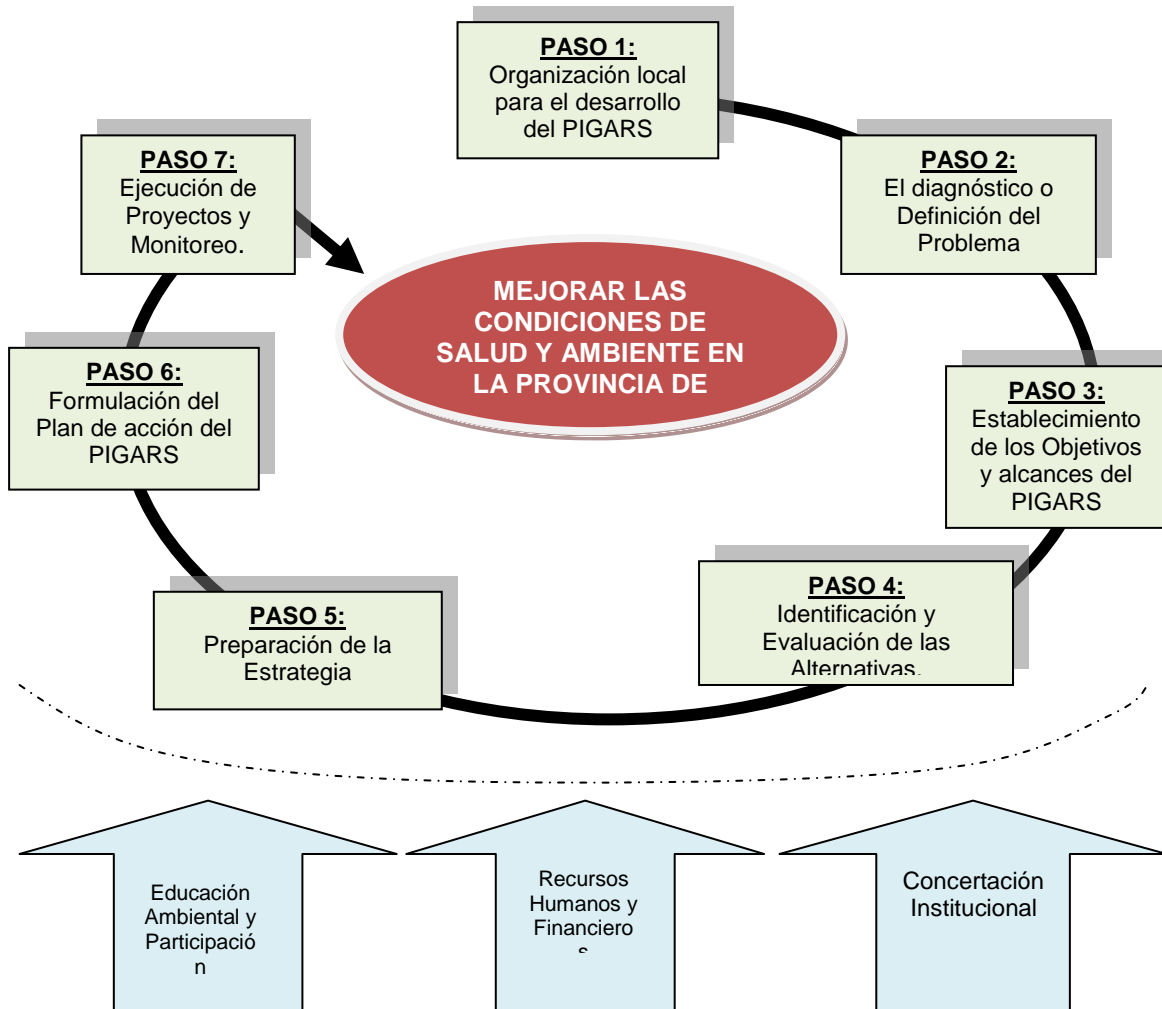 PASO 1:
Organización local
para el desarrollo
del PIGARS
PASO 2:
El diagnóstico o
Definición del
Problema
PASO 3:
Establecimiento
de los Objetivos
y alcances del
PIGARS
PASO 4:
Identificación y
Evaluación de las
Alternativas.
PASO 5:
Preparación de la
Estrategia
PASO 6:
Formulación del
Plan de acción del
PIGARS
PASO 7:
Ejecución de
Proyectos y
Monitoreo.
MEJORAR LAS
CONDICIONES DE
SALUD Y AMBIENTE EN
LA PROVINCIA DE
Educación
Ambiental y
Participació
n
Recursos
Humanos y
Financiero
s
Concertación
Institucional